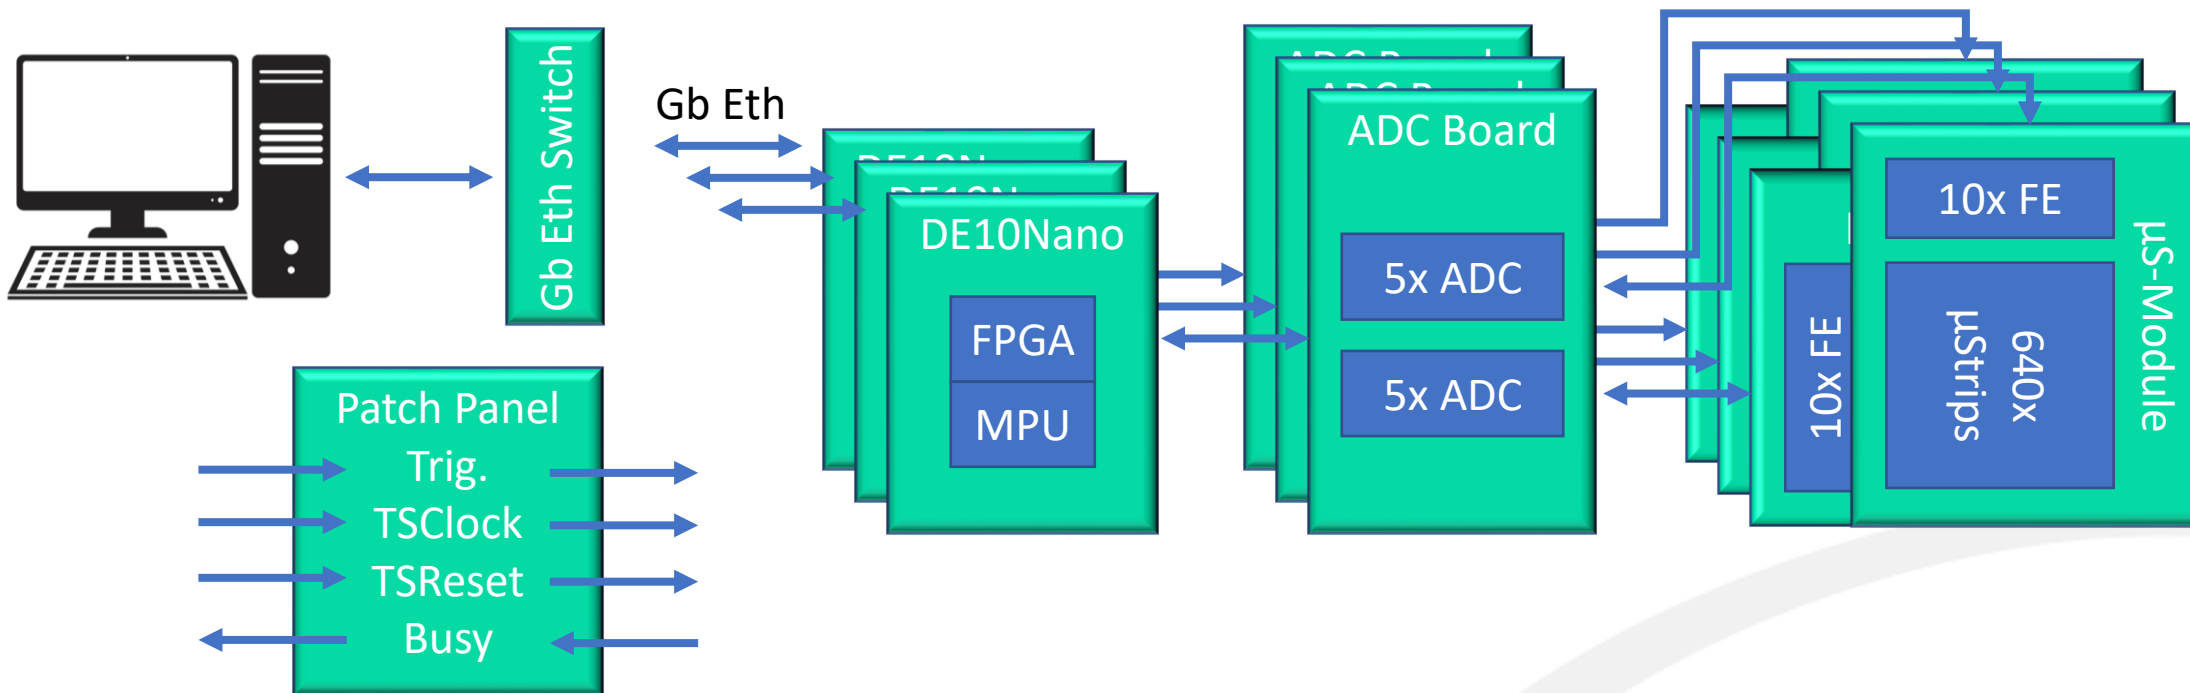 Gb Eth Switch
Gb Eth
DE10Nano
FPGA
MPU
ADC Board
5x ADC
5x ADC
10x FE
10x FE
640x
µStrips
µS-Module
Patch Panel
Trig.
TSClock
TSReset
Busy